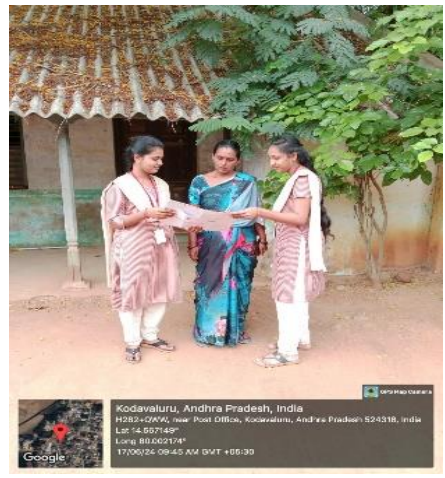 GPS Map Camera
Kodavaluru, Andhra Pradesh, India
H282+QWW, near Post Office, Kodavaluru, Andhra Pradesh 524318, India
Lat 14.567149°
Long 80.002174°
17/06/24 09:45 AM GMT +05:30
Google